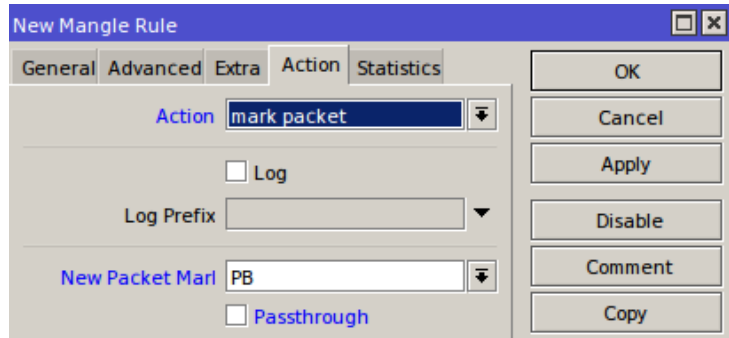 New Mangle Rule
General Advanced Extra Action Statistics
Action mark packet
Log
Log Prefix
New Packet Marl PB
Passthrough
OK
Cancel
Apply
Disable
Comment
Copy